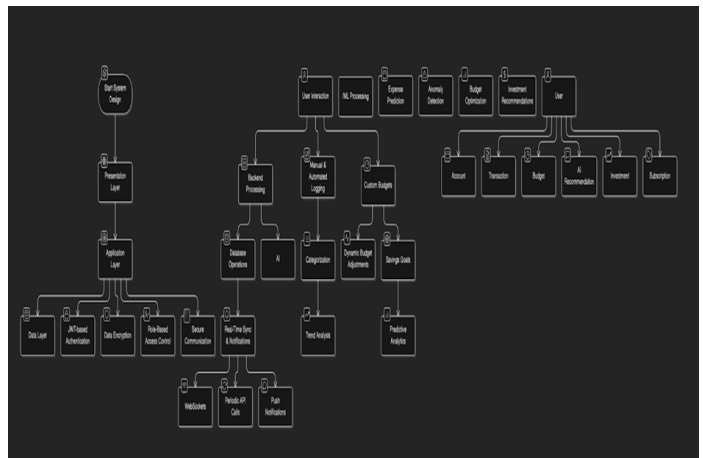 Start System
Design
User Interaction
/ML Processing
Expense
Prediction
Anomaly
Detection
Budget
Optimization
Investment
Recommendations
User
Presentation
Layer
Backend
Processing
Manual &
Automated
Logging
Custom Budgets
Account
Transaction
Budget
AI
Recommendation
Investment
Subscription
Application
Layer
Database
Operations
AI
Categorization
Dynamic Budget
Adjustments
Savings Goals
Data Layer
JWT-based
Authentication
Data Encryption
Role-Based
Access Control
Secure
Communication
Real-Time Sync
& Notifications
Trend Analysis
Predictive
Analytics
WebSockets
Periodic API
Calls
Push
Notifications